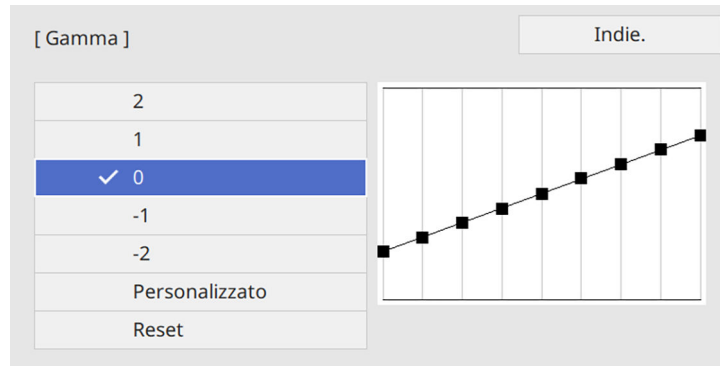 [ Gamma ]
Indie.
2
1
0
-1
-2
Personalizzato
Reset